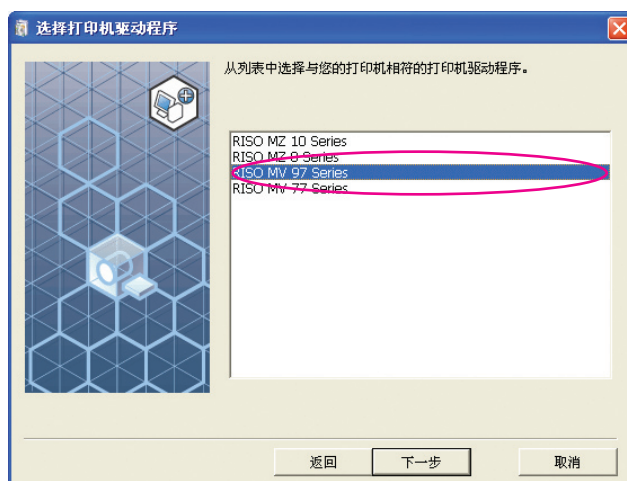 选择打印机驱动程序
从列表中选择与您的打印机相符的打印机驱动程序。
RISO MZ 10 Series
RISO MZ 8 Series
RISO MV 97 Series
RISO MV 77 Series
返回 下一步 取消